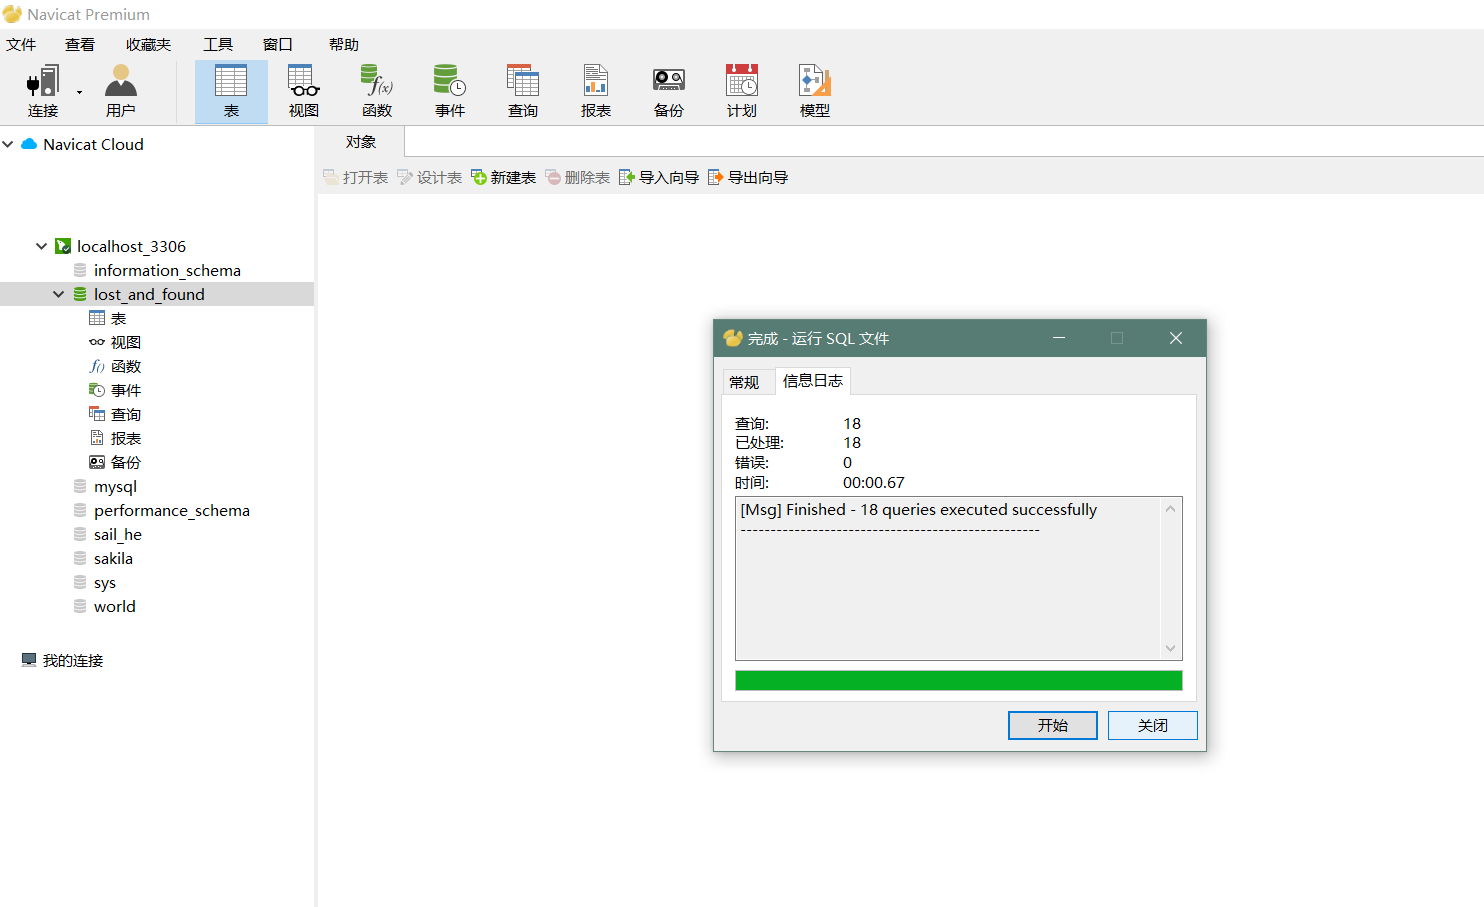 Navicat Premium
文件 查看 收藏夹 工具 窗口 帮助
连接 用户 表 视图 函数 事件 查询 报表 备份 计划 模型
Navicat Cloud
localhost_3306
information_schema
lost_and_found
表
视图
函数
事件
查询
报表
备份
mysql
performance_schema
sail_he
sakila
sys
world
我的连接
对象
打开表 设计表 新建表 删除表 导入向导 导出向导
完成 - 运行 SQL 文件
常规 信息日志
查询: 18
已处理: 18
错误: 0
时间: 00:00.67
[Msg] Finished - 18 queries executed successfully
--------------------------------------------------
开始 关闭